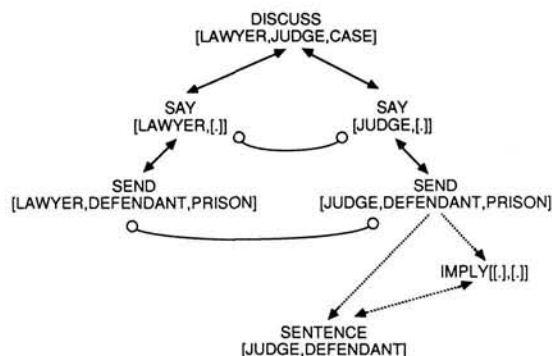 DISCUSS
[LAWYER,JUDGE,CASE]
SAY
[LAWYER,[.]]
SAY
[JUDGE,[.]]
SEND
[LAWYER,DEFENDANT,PRISON]
SEND
[JUDGE,DEFENDANT,PRISON]
IMPLY[[.],[.]]
SENTENCE
[JUDGE,DEFENDANT]